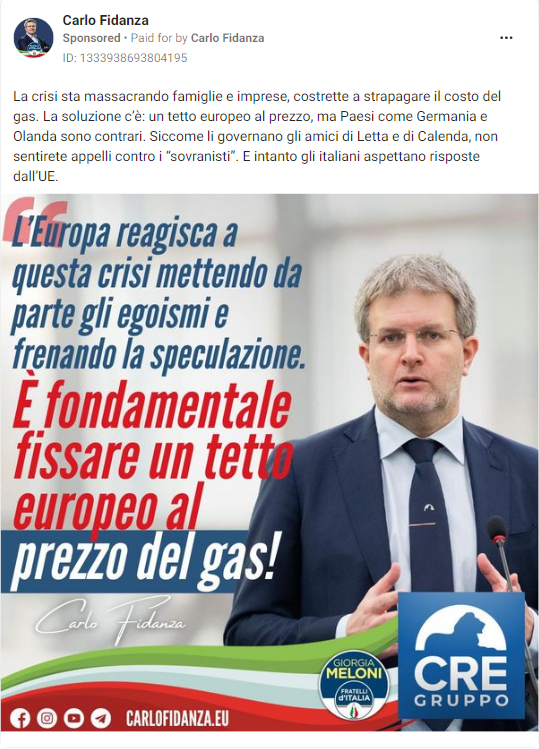 Carlo Fidanza
Sponsored • Paid for by Carlo Fidanza
ID: 1333938693804195
La crisi sta massacrando famiglie e imprese, costrette a strapagare il costo del
gas. La soluzione c'è: un tetto europeo al prezzo, ma Paesi come Germania e
Olanda sono contrari. Siccome li governano gli amici di Letta e di Calenda, non
sentirete appelli contro i “sovranisti”. E intanto gli italiani aspettano risposte
dall'UE.
L'Europa reagisca a
questa crisi mettendo da
parte gli egoismi e
frenando la speculazione.
È fondamentale
fissare un tetto
europeo al
prezzo del gas!
Carlo Fidanza
GIORGIA
MELONI
FRATELLI
d'ITALIA
CRE
GRUPPO
CARLOFIDANZA.EU